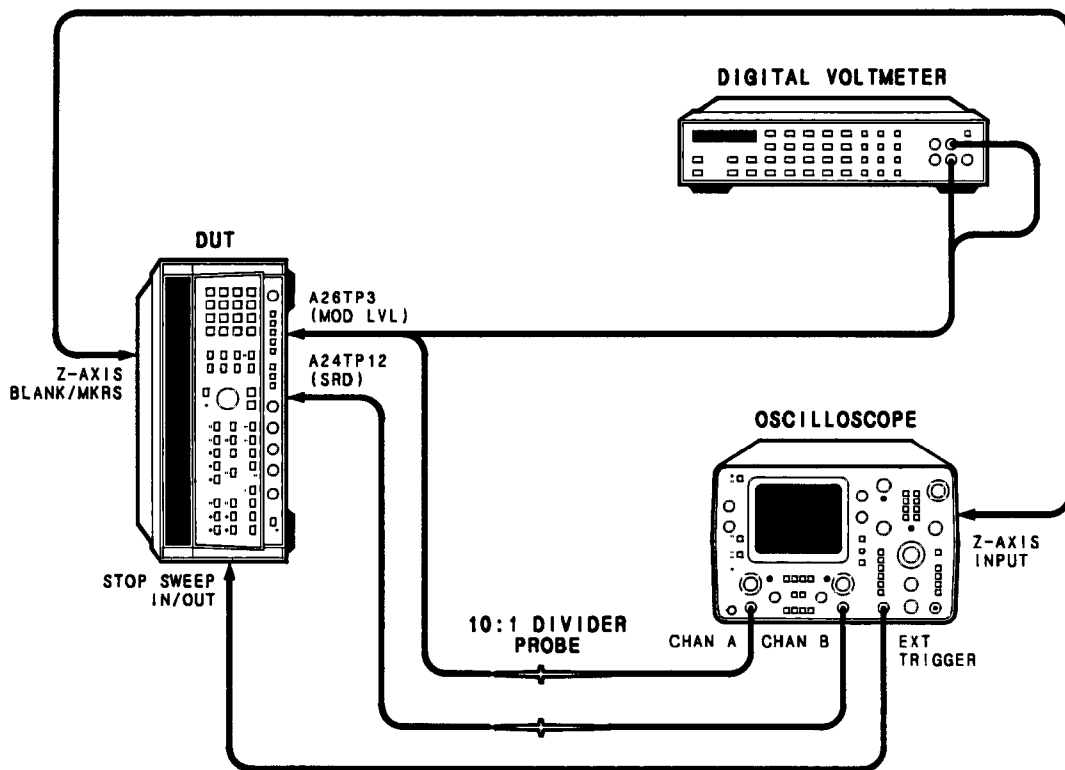 DIGITAL VOLTMETER
DUT
A26TP3
(MOD LVL)
A24TP12
(SRD)
Z-AXIS
BLANK/MKRS
OSCILLOSCOPE
Z-AXIS
INPUT
STOP SWEEP
IN/OUT
10:1 DIVIDER
PROBE
CHAN A
CHAN B
EXT
TRIGGER